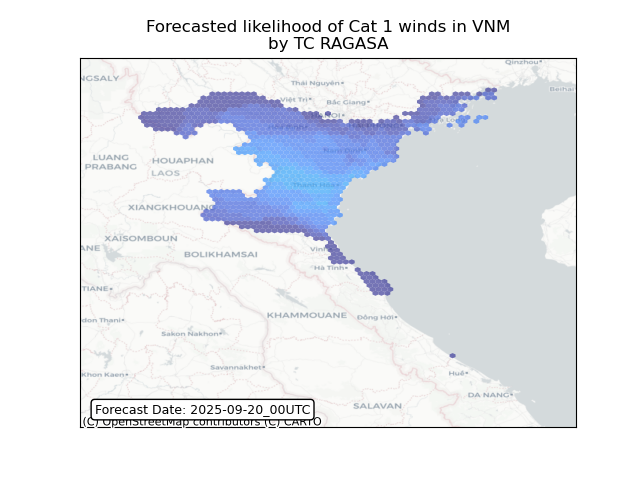 Forecasted likelihood of Cat 1 winds in VNM
by TC RAGASA
Qinzhou
NGSALY
Thái Nguyên
Beihai
Việt Trì
Bắc Giang
LUANG
PRABANG
HOUAPHAN
LAOS
Thanh Hóa
XIANGKHOUANG
XAISOMBOUN
ANE
BOLIKHAMSAI
Vinh
Hà Tĩnh
TIANE
KHAMMOUANE
Đồng Hới
don Thani
Sakon Nakhon
Savannakhet
Khon Kaen
Huế
DA NANG
SALAVAN
Forecast Date: 2025-09-20_00UTC
(C) OpenStreetMap contributors (C) CARTO